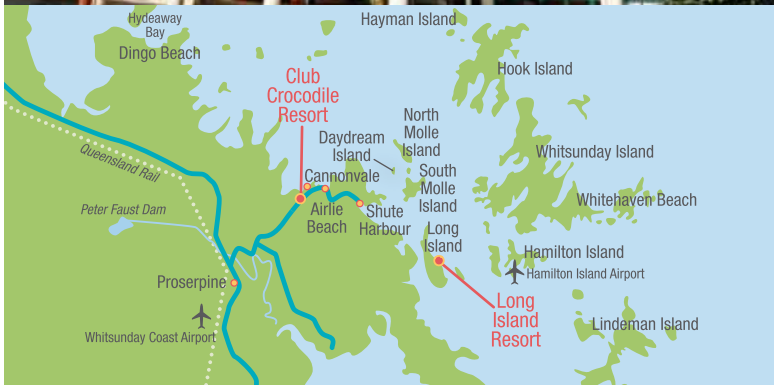 Hydeaway
Bay
Dingo Beach
Hayman Island
Hook Island
Club
Crocodile
Resort
North
Molle
Island
Daydream
Island
Whitsunday Island
Queensland Rail
Cannonvale
South
Molle
Island
Whitehaven Beach
Peter Faust Dam
Airlie
Beach
Shute
Harbour
Long
Island
Hamilton Island
Hamilton Island Airport
Proserpine
Long
Island
Resort
Whitsunday Coast Airport
Lindeman Island